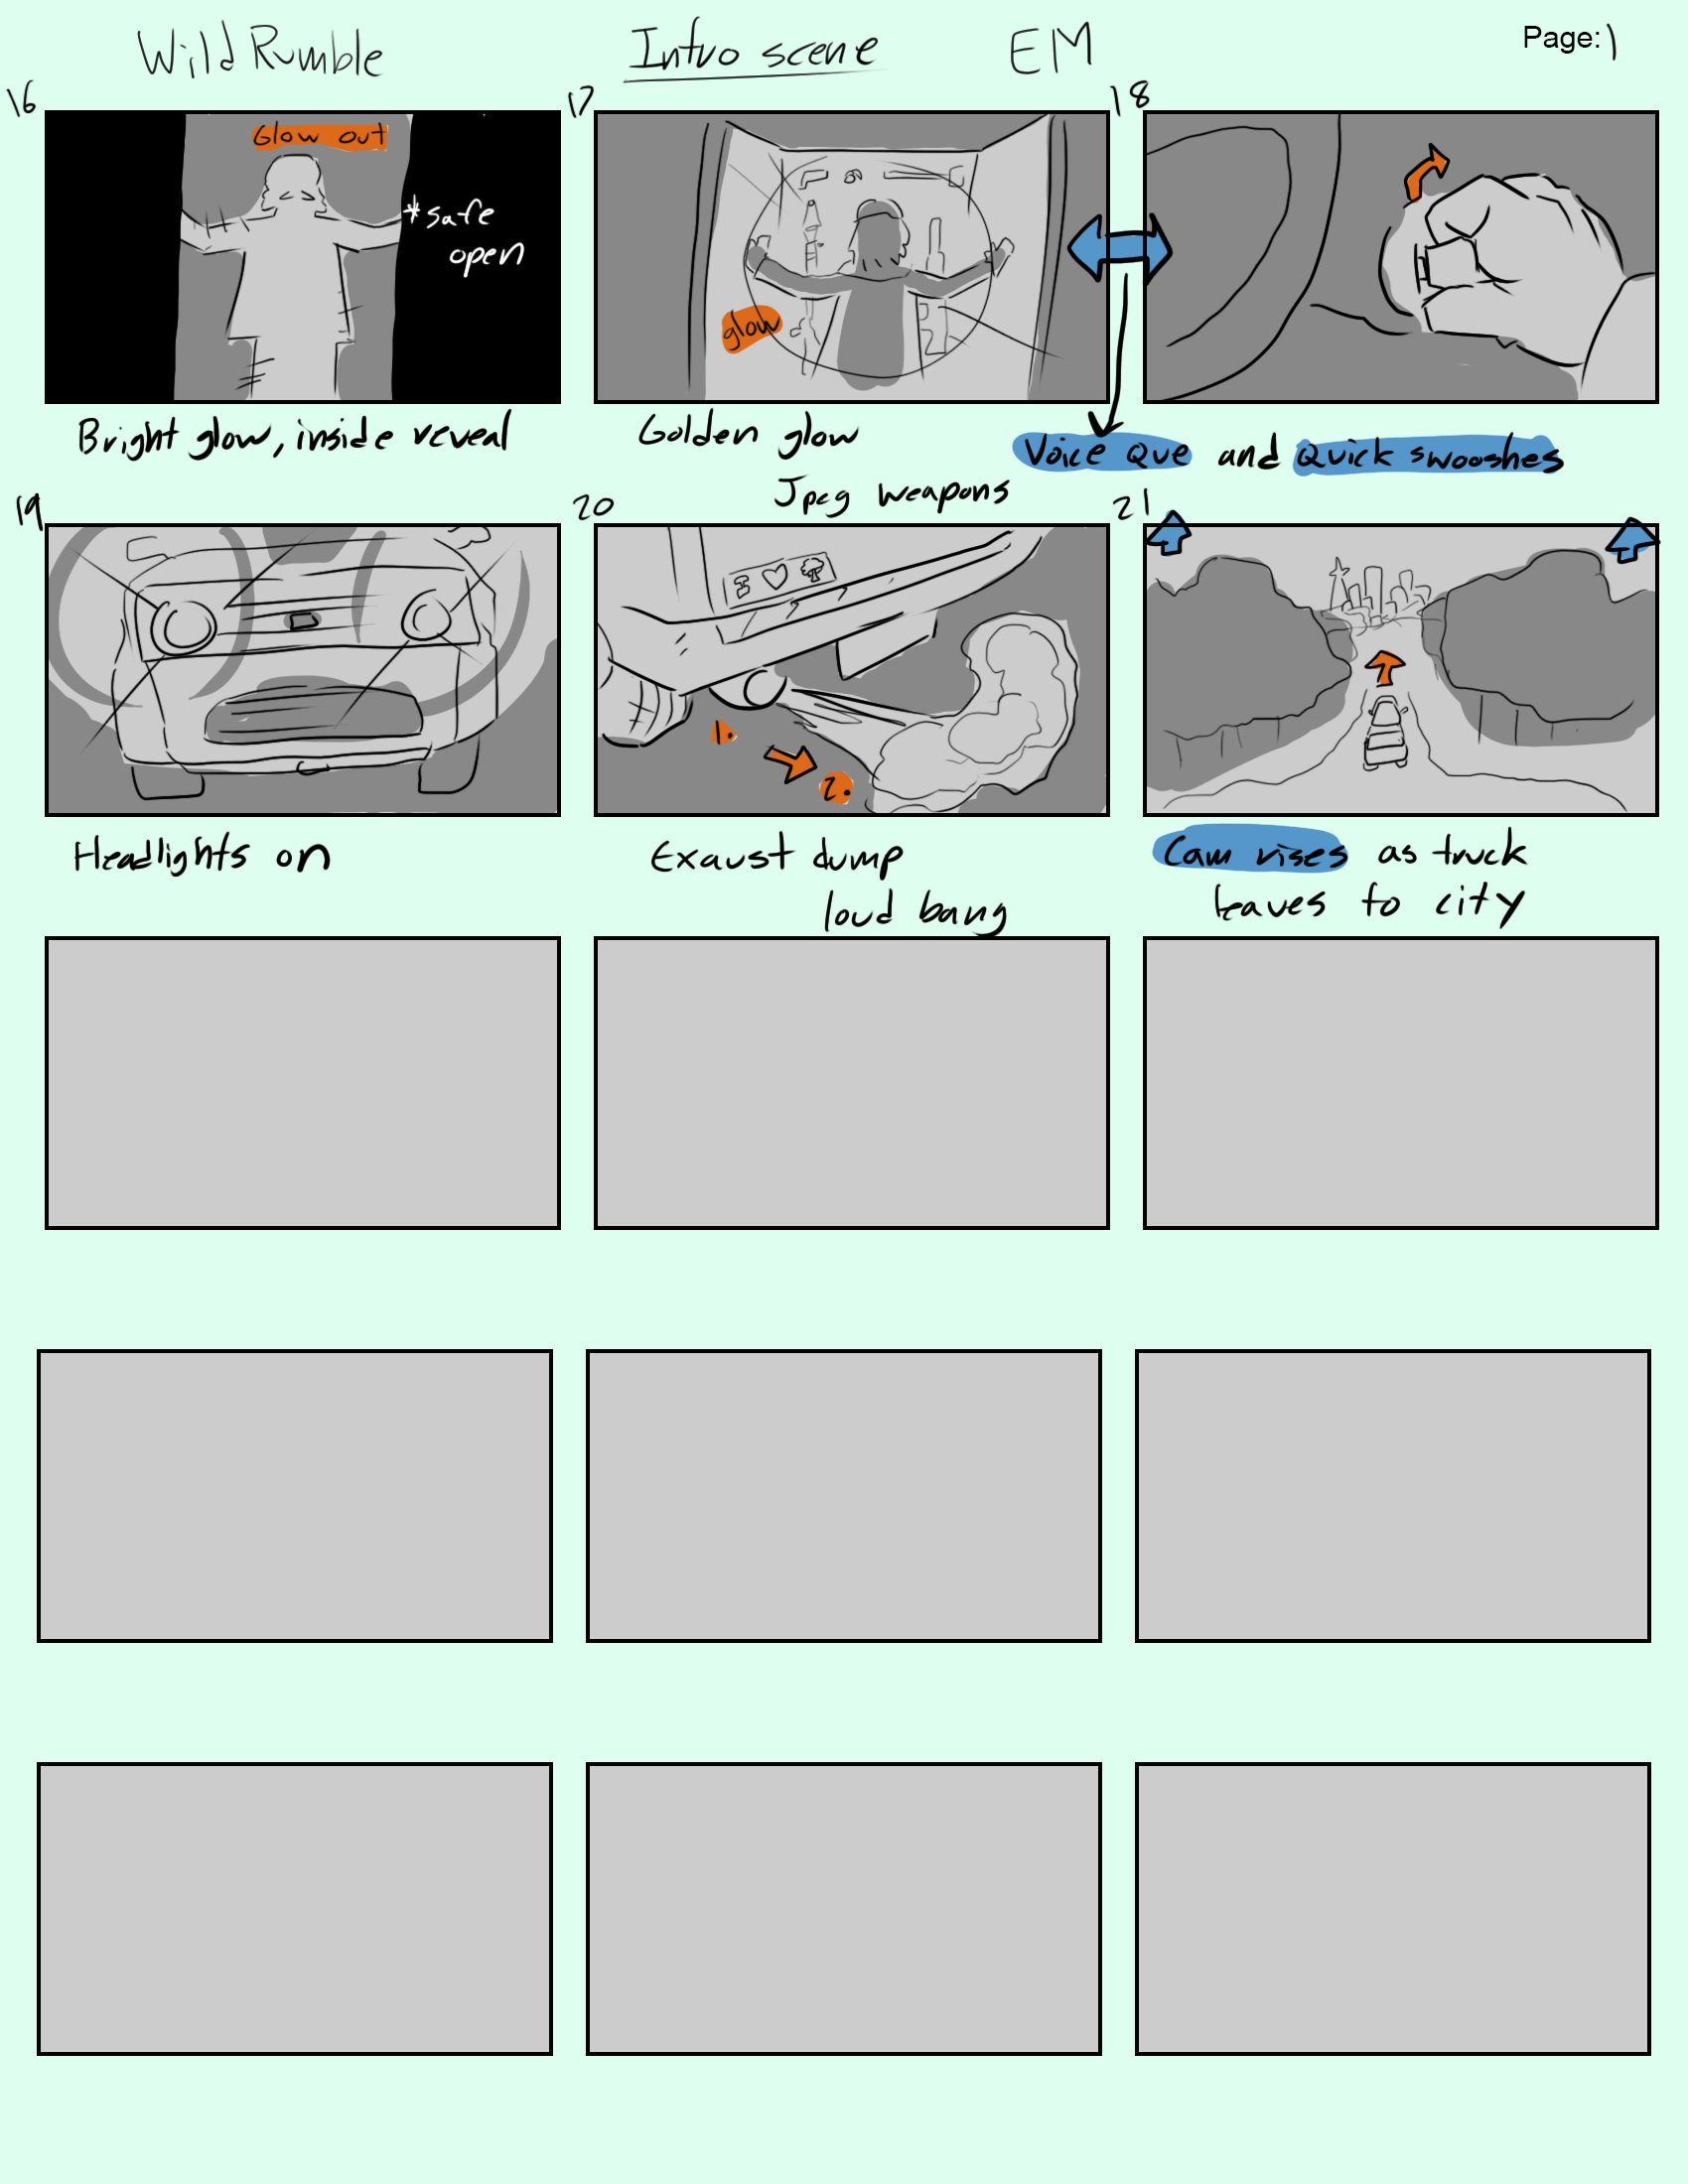 Wild Rumble
Intro scene
EM
Page: 1
16
17
18
Glow out
*safe
open
glow
Bright glow, inside reveal
Golden glow
Jpeg weapons
Voice Que and Quick swooshes
19
20
21
I
1.
2.
Headlights on
Exaust dump
loud bang
Cam rises as truck
leaves to city